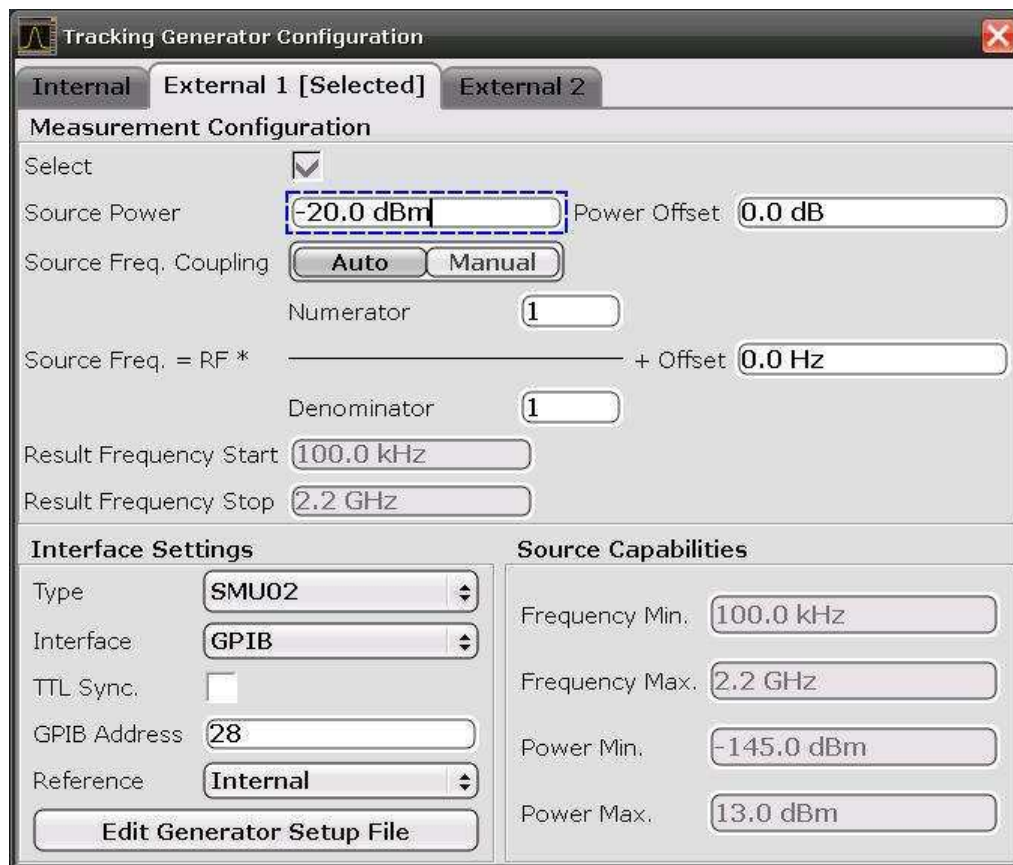 Tracking Generator Configuration
Internal External 1 [Selected] External 2
Measurement Configuration
Select
Source Power -20.0 dBm Power Offset 0.0 dB
Source Freq. Coupling Auto Manual
Numerator 1
Source Freq. = RF * + Offset 0.0 Hz
Denominator 1
Result Frequency Start 100.0 kHz
Result Frequency Stop 2.2 GHz
Interface Settings
Type SMU02
Interface GPIB
TTL Sync.
GPIB Address 28
Reference Internal
Edit Generator Setup File
Source Capabilities
Frequency Min. 100.0 kHz
Frequency Max. 2.2 GHz
Power Min. -145.0 dBm
Power Max. 13.0 dBm